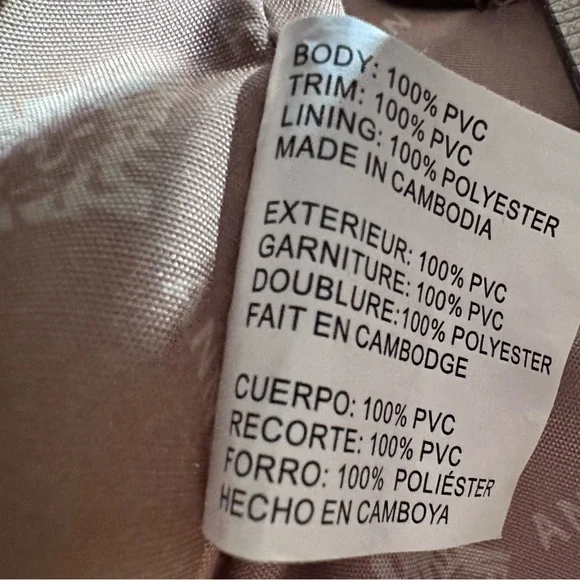 BODY: 100% PVC
TRIM: 100% PVC
LINING: 100% POLYESTER
MADE IN CAMBODIA
EXTERIEUR: 100% PVC
GARNITURE: 100% PVC
DOUBLURE:100% POLYESTER
FAIT EN CAMBODGE
CUERPO: 100% PVC
RECORTE: 100% PVC
FORRO: 100% POLIÉSTER
HECHO EN CAMBOYA